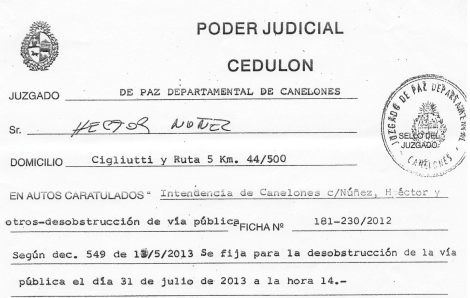 PODER JUDICIAL
CEDULON
JUZGADO DE PAZ DEPARTAMENTAL DE CANELONES
Sr. HECTOR NUÑEZ
JUZGADO DE PAZ DEPARTAMENTAL
SELLO DEL
JUZGADO
CANELONES
DOMICILIO Cigliutti y Ruta 5 Km. 44/500
EN AUTOS CARATULADOS " Intendencia de Canelones c/Núñez, Héctor y
otros-desobstrucción de vía pública FICHA Nº 181-230/2012
Según dec. 549 de 13/5/2013 Se fija para la desobstrucción de la vía
pública el día 31 de julio de 2013 a la hora 14.-